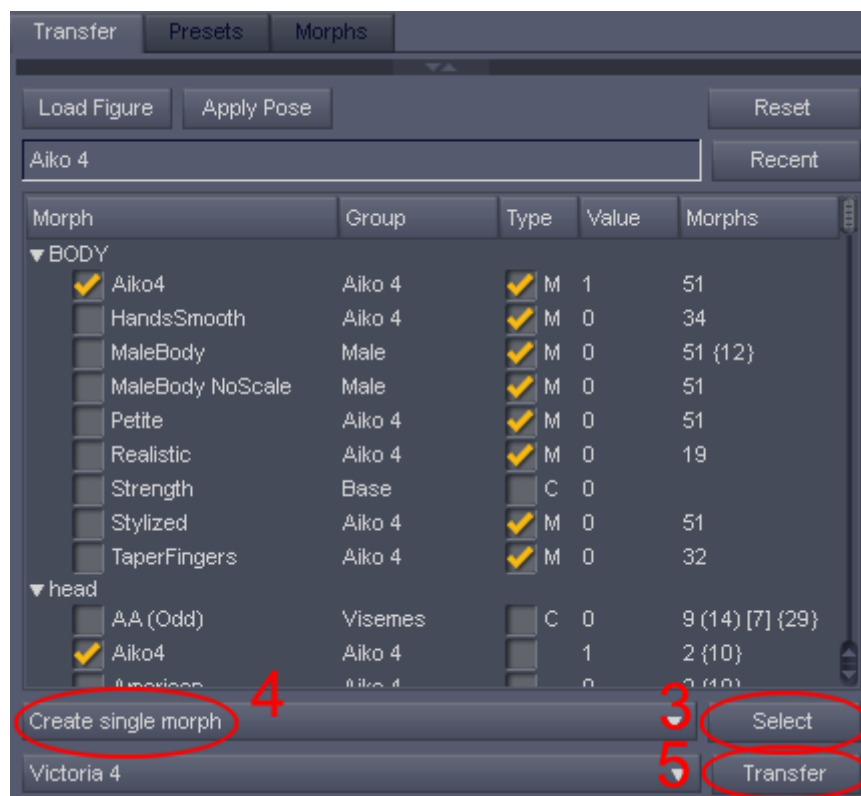 Transfer Presets Morphs
Load Figure Apply Pose Reset
Aiko 4 Recent
Morph Group Type Value Morphs
BODY
Aiko4 Aiko 4 M 1 51
HandsSmooth Aiko 4 M 0 34
MaleBody Male M 0 51 {12}
MaleBody NoScale Male M 0 51
Petite Aiko 4 M 0 51
Realistic Aiko 4 M 0 19
Strength Base C 0
Stylized Aiko 4 M 0 51
TaperFingers Aiko 4 M 0 32
head
AA (Odd) Visemes C 0 9 (14) [7] {29}
Aiko4 Aiko 4 1 2 {10}
Aiko 4 0
Create single morph 4 3 Select
Victoria 4 5 Transfer